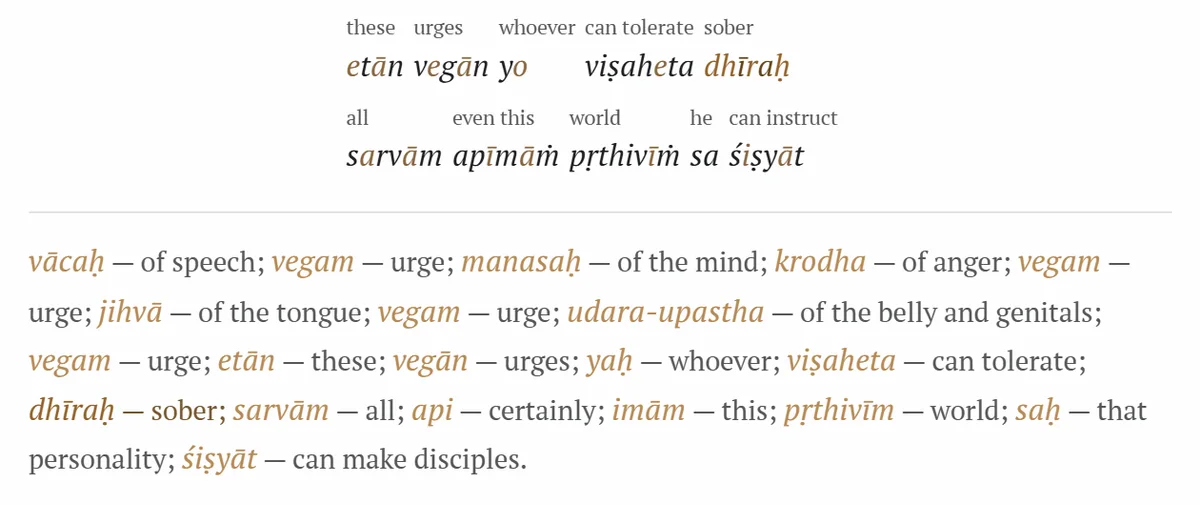 these urges whoever can tolerate sober
etān vegān yo viṣaheta dhīraḥ
all even this world he can instruct
sarvām apīmāṁ pṛthivīṁ sa śiṣyāt
vācaḥ — of speech; vegam — urge; manasaḥ — of the mind; krodha — of anger; vegam —
urge; jihvā — of the tongue; vegam — urge; udara-upastha — of the belly and genitals;
vegam — urge; etān — these; vegān — urges; yaḥ — whoever; viṣaheta — can tolerate;
dhīraḥ — sober; sarvām — all; api — certainly; imām — this; pṛthivīm — world; saḥ — that
personality; śiṣyāt — can make disciples.